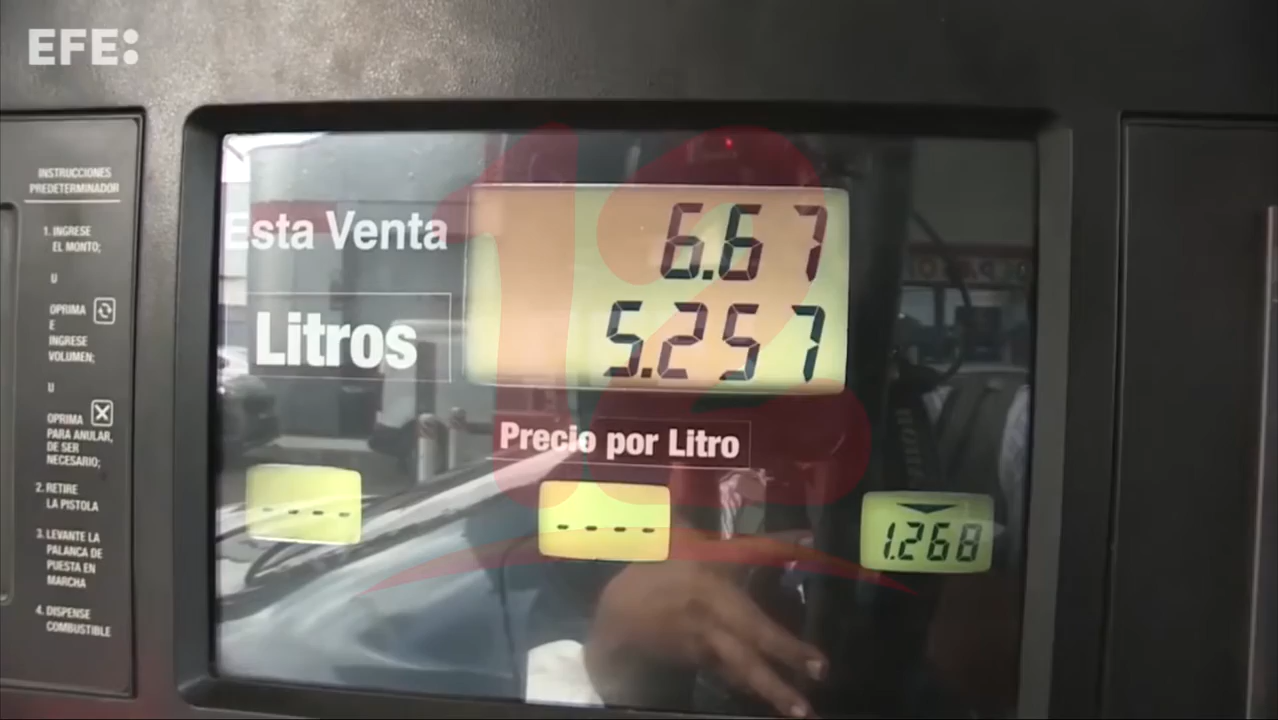 EFE:
INSTRUCCIONES
PREDETERMINADOR
1. INGRESE
EL MONTO;
U
OPRIMA
E
INGRESE
VOLUMEN;
U
OPRIMA
PARA ANULAR,
DE SER
NECESARIO;
2. RETIRE
LA PISTOLA
3. LEVANTE LA
PALANCA DE
PUESTA EN
MARCHA
4. DISPENSE
COMBUSTIBLE
12
Esta Venta
6.67
Litros
5.257
Precio por Litro
- - - -
- - - -
1.268